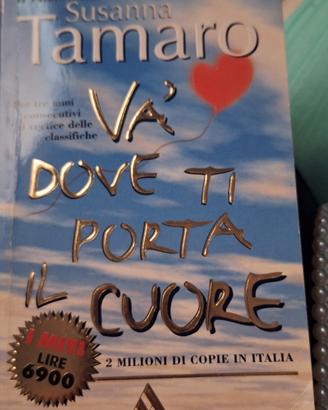 Susanna
Tamaro
VA'
DOVE TI
PORTA
IL CUORE
Da tre anni
consecutivi
al vertice delle
classifiche
I MITI
LIRE
6900
2 MILIONI DI COPIE IN ITALIA